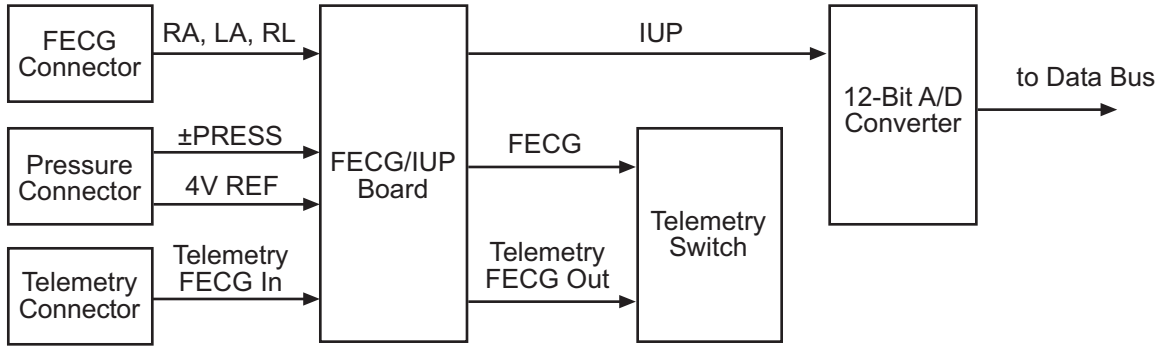 FECG
Connector
RA, LA, RL
±PRESS
Pressure
Connector
4V REF
Telemetry
FECG In
Telemetry
Connector
FECG/IUP
Board
IUP
FECG
Telemetry
FECG Out
Telemetry
Switch
12-Bit A/D
Converter
to Data Bus